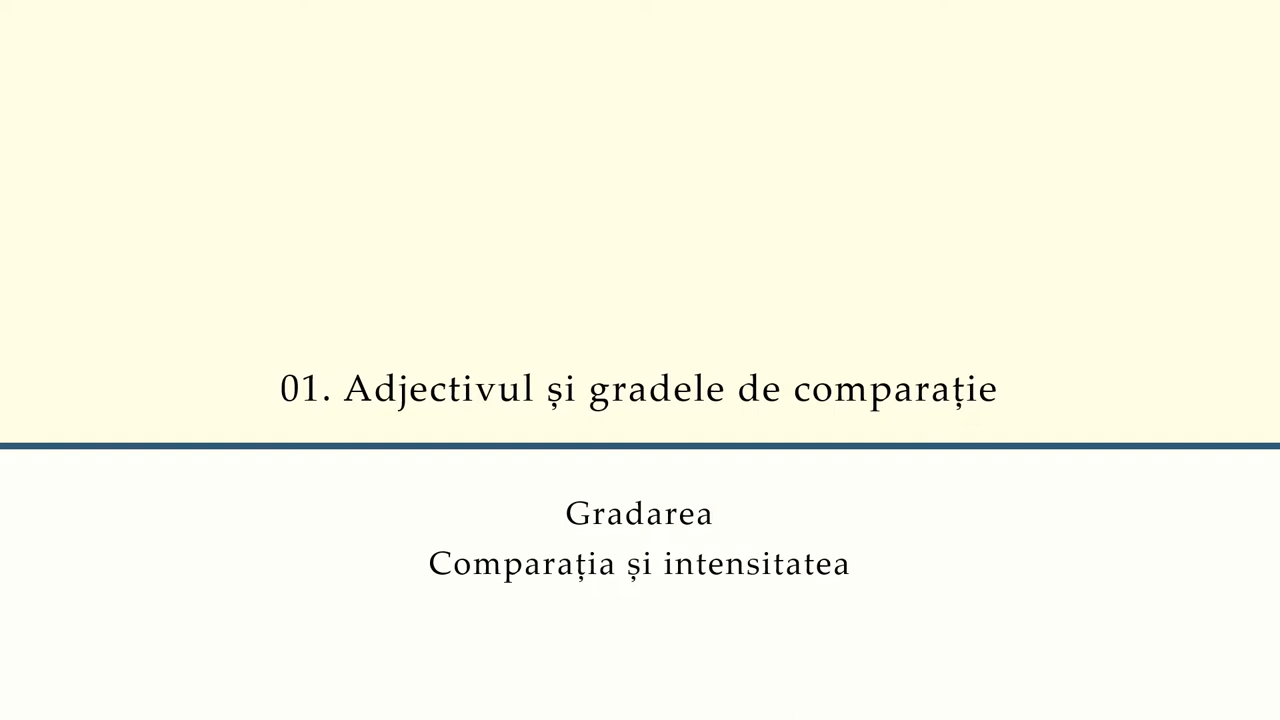 01. Adjectivul și gradele de comparație
Gradarea
Comparația și intensitatea